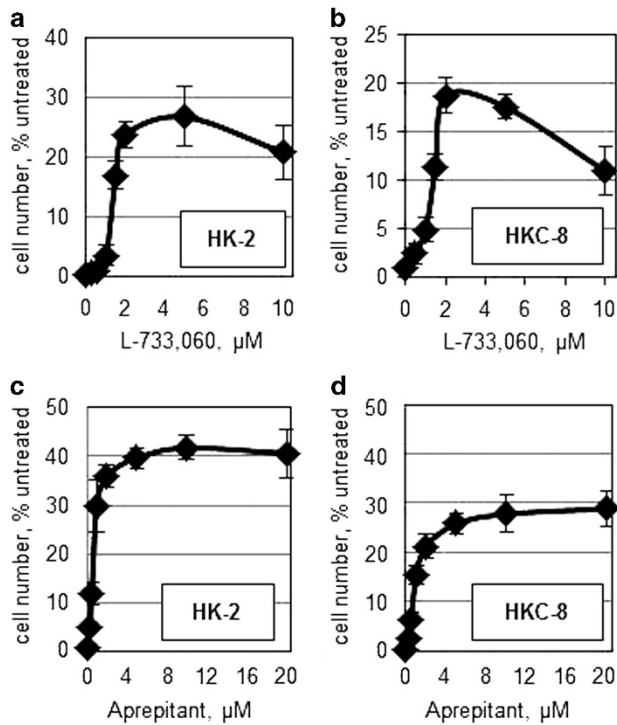 a
cell number, % untreated
40
30
20
10
0
HK-2
0 2 4 6 8 10
L-733,060, µM
b
cell number, % untreated
25
20
15
10
5
0
HKC-8
0 2 4 6 8 10
L-733,060, µM
c
cell number, % untreated
50
40
30
20
10
0
HK-2
0 4 8 12 16 20
Aprepitant, µM
d
cell number, % untreated
50
40
30
20
10
0
HKC-8
0 4 8 12 16 20
Aprepitant, µM